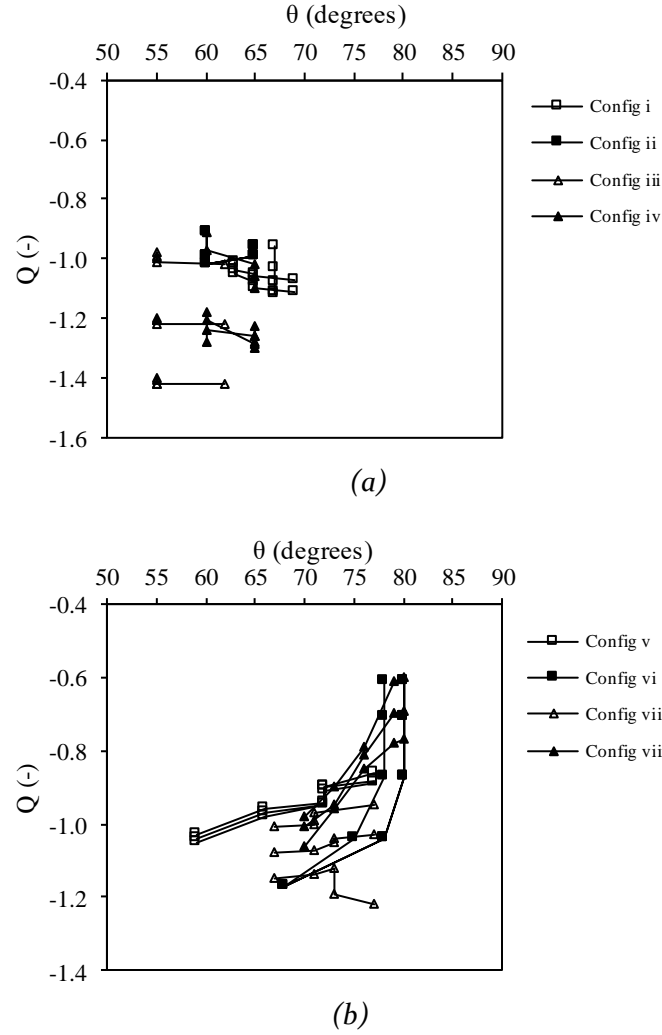 θ (degrees)
50 55 60 65 70 75 80 85 90
-0.4
-0.6
-0.8
-1.0
-1.2
-1.4
-1.6
Q (-)
Config i
Config ii
Config iii
Config iv
(a)
θ (degrees)
50 55 60 65 70 75 80 85 90
-0.4
-0.6
-0.8
-1.0
-1.2
-1.4
Q (-)
Config v
Config vi
Config vii
Config vii
(b)